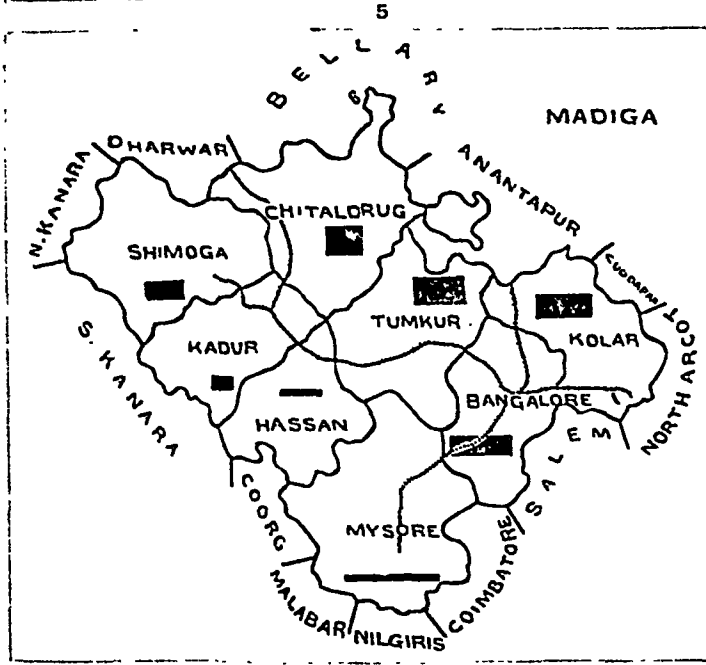 5
BELLARY
MADIGA
DHARWAR
ANANTAPUR
N. KANARA
CHITALDRUG
SHIMOGA
CUDDAPAH
TUMKUR
KOLAR
KADUR
S. KANARA
BANGALORE
HASSAN
NORTH ARCOT
SALEM
COORG
MYSORE
COIMBATORE
MALABAR
NILGIRIS